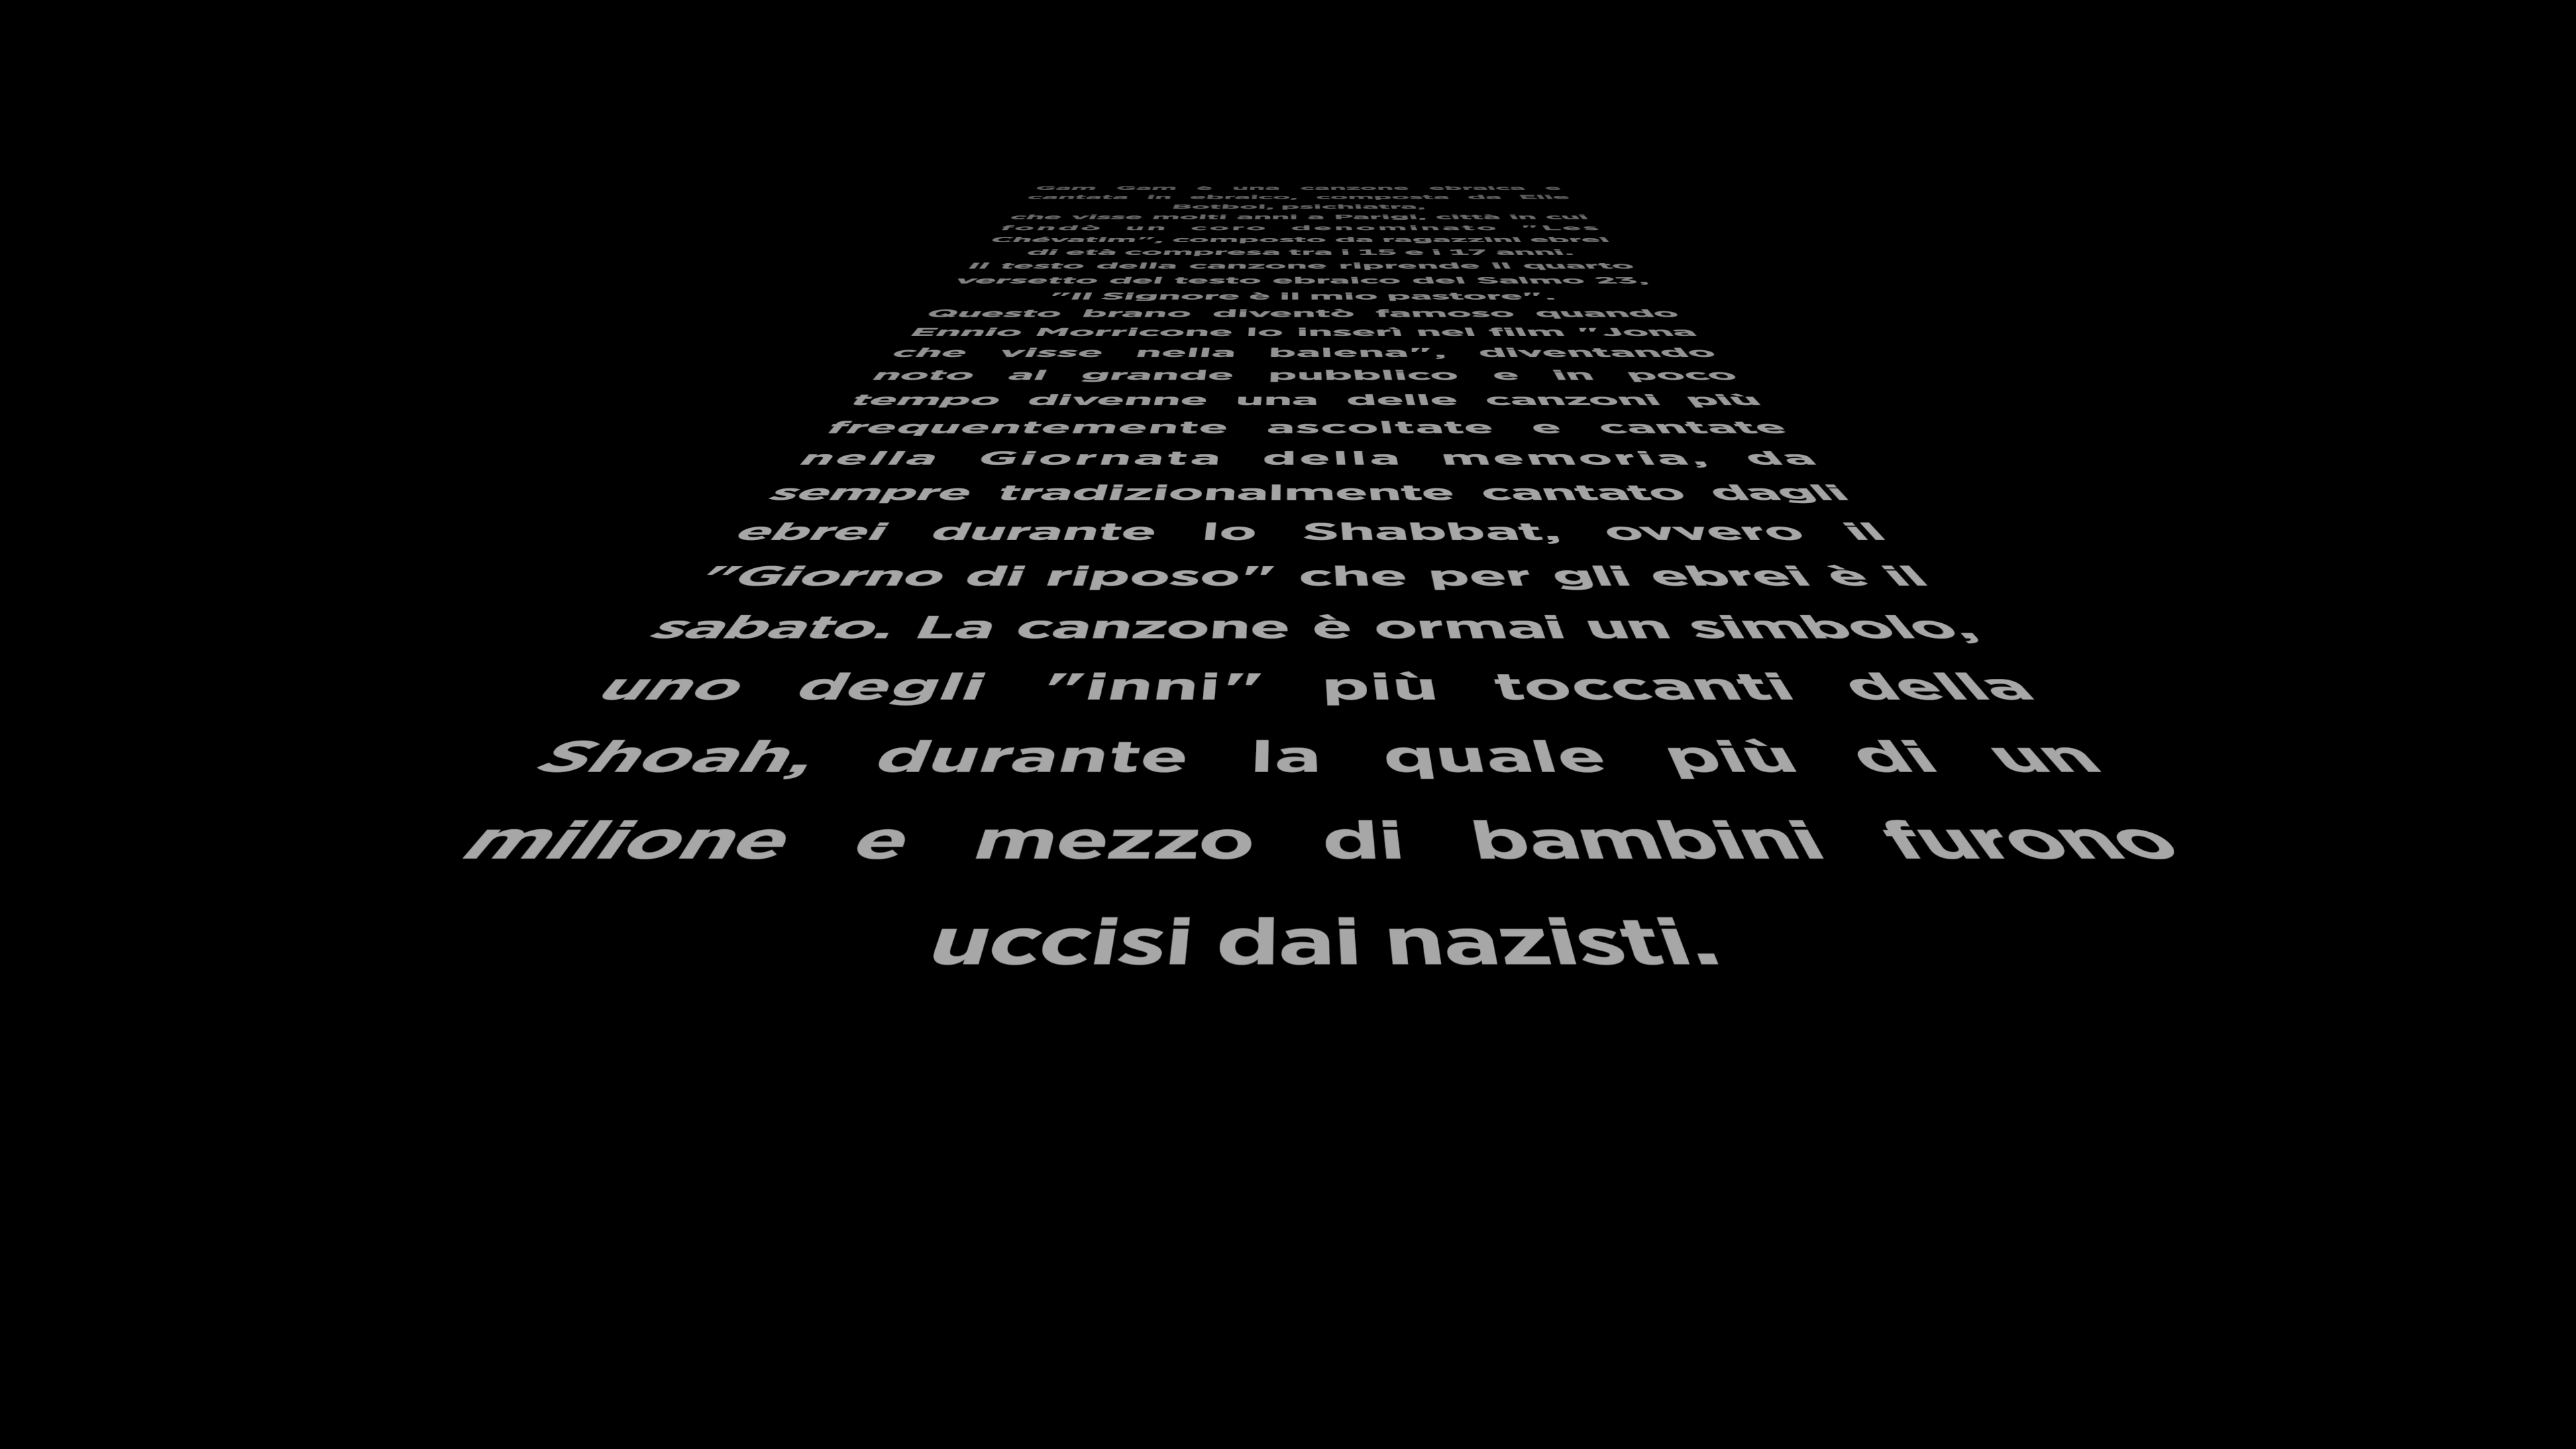 Gam Gam è una canzone ebraica e
cantata in ebraico, composta da Elie
Botbol, psichiatra,
che visse molti anni a Parigi, città in cui
fondò un coro denominato "Les
Chévatim", composto da ragazzini ebrei
di età compresa tra i 15 e i 17 anni.
Il testo della canzone riprende il quarto
versetto del testo ebraico del Salmo 23,
"Il Signore è il mio pastore".
Questo brano diventò famoso quando
Ennio Morricone lo inserì nel film "Jona
che visse nella balena", diventando
noto al grande pubblico e in poco
tempo divenne una delle canzoni più
frequentemente ascoltate e cantate
nella Giornata della memoria, da
sempre tradizionalmente cantato dagli
ebrei durante lo Shabbat, ovvero il
"Giorno di riposo" che per gli ebrei è il
sabato. La canzone è ormai un simbolo,
uno degli "inni" più toccanti della
Shoah, durante la quale più di un
milione e mezzo di bambini furono
uccisi dai nazisti.